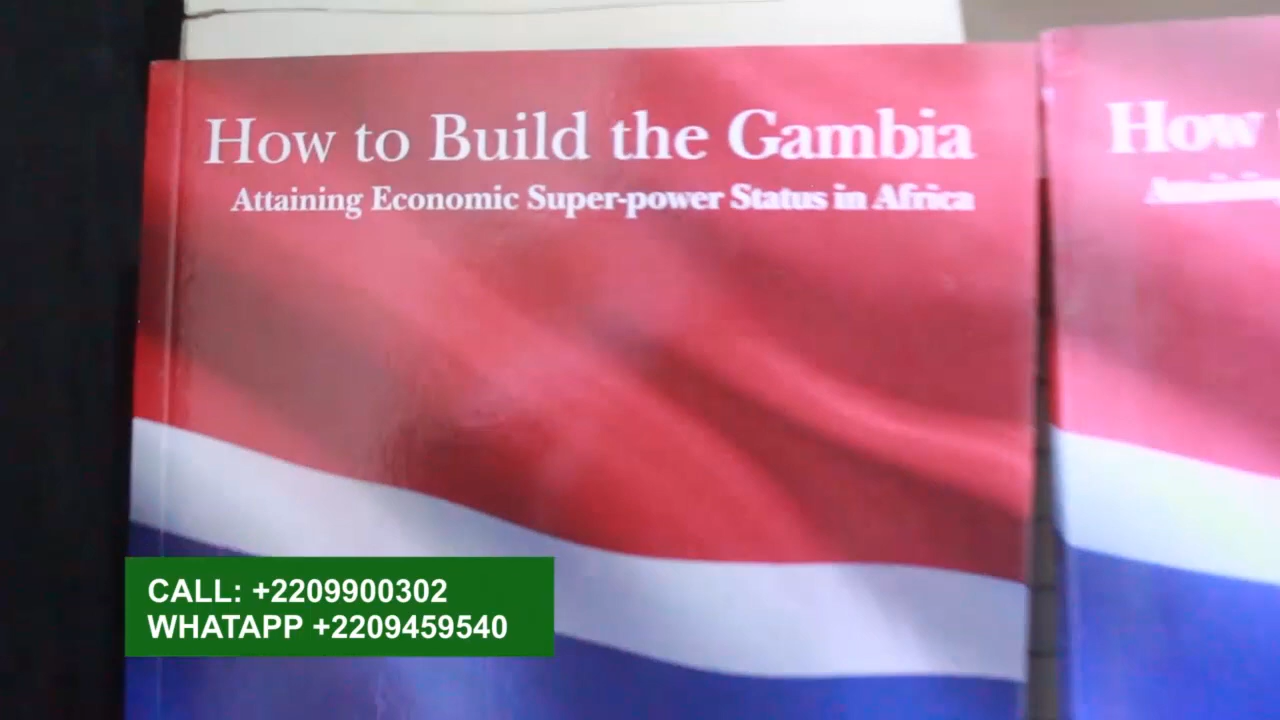 How to Build the Gambia
Attaining Economic Super-power Status in Africa
How
CALL: +2209900302
WHATAPP +2209459540